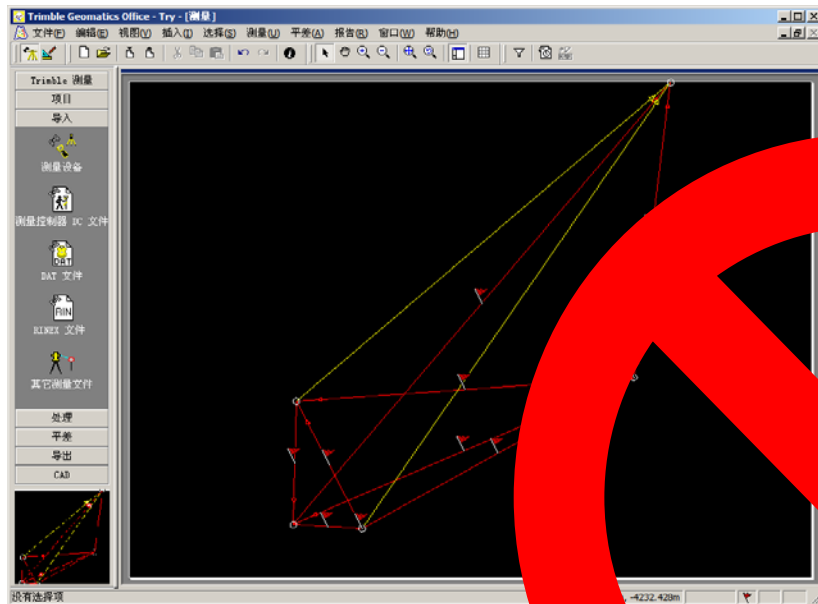 Trimble Geomatics Office - Try - [测量]
文件(F) 编辑(E) 视图(V) 插入(I) 选择(S) 测量(U) 平差(A) 报告(R) 窗口(W) 帮助(H)
Trimble 测量
项目
导入
测量设备
测量控制器 DC 文件
DAT
DAT 文件
RIN
RINEX 文件
其它测量文件
处理
平差
导出
CAD
没有选择项
, -4232.428m